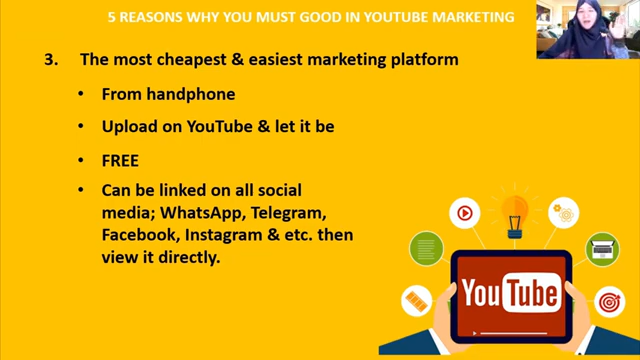 5 REASONS WHY YOU MUST GOOD IN YOUTUBE MARKETING
3. The most cheapest & easiest marketing platform
• From handphone
• Upload on YouTube & let it be
• FREE
• Can be linked on all social
media; WhatsApp, Telegram,
Facebook, Instagram & etc. then
view it directly.
YouTube